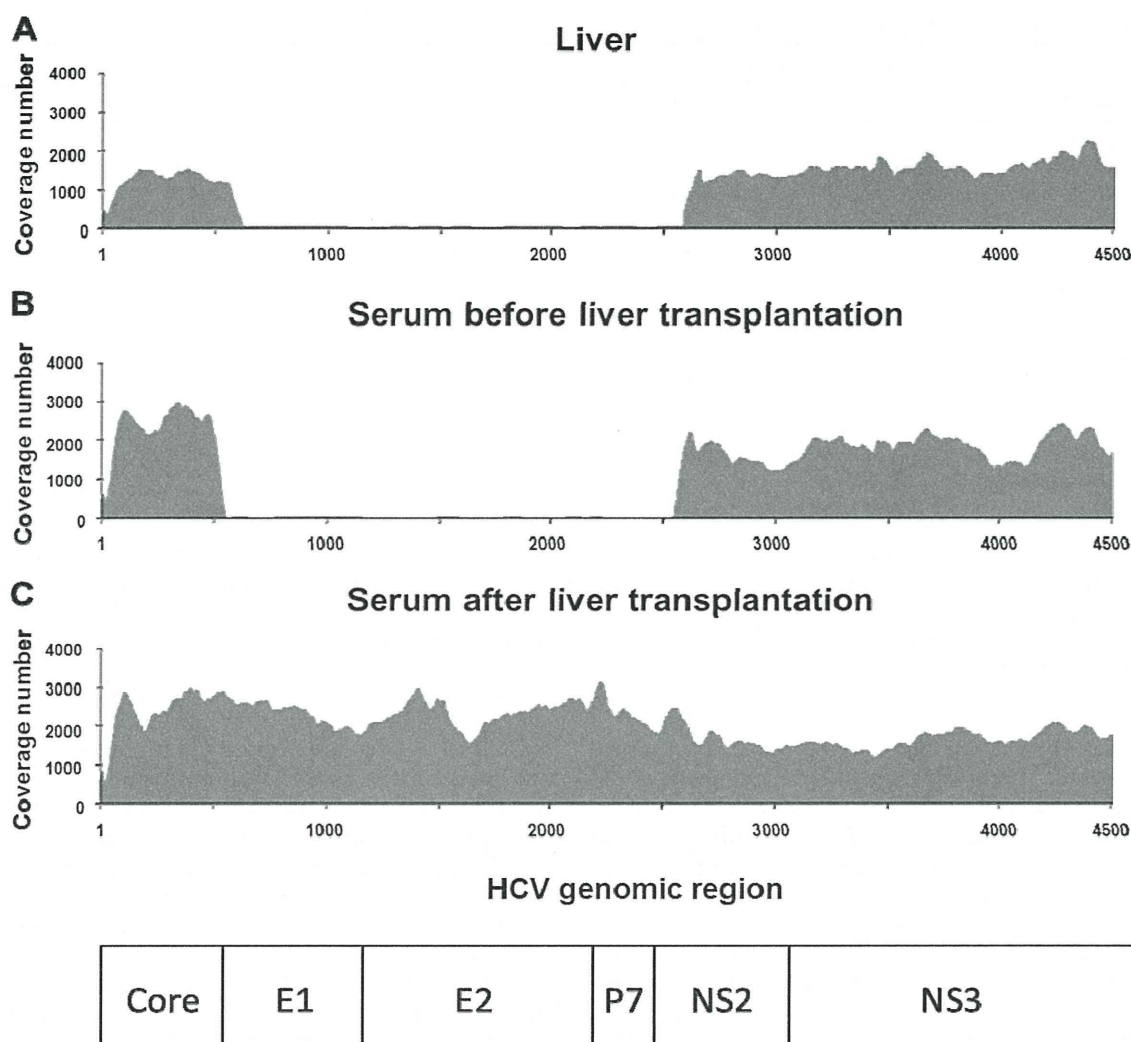 A
Liver
Coverage number
4000
3000
2000
1000
0
1 1000 2000 3000 4000 4500
B
Serum before liver transplantation
Coverage number
4000
3000
2000
1000
0
1 1000 2000 3000 4000 4500
C
Serum after liver transplantation
Coverage number
4000
3000
2000
1000
0
1 1000 2000 3000 4000 4500
HCV genomic region
Core E1 E2 P7 NS2 NS3